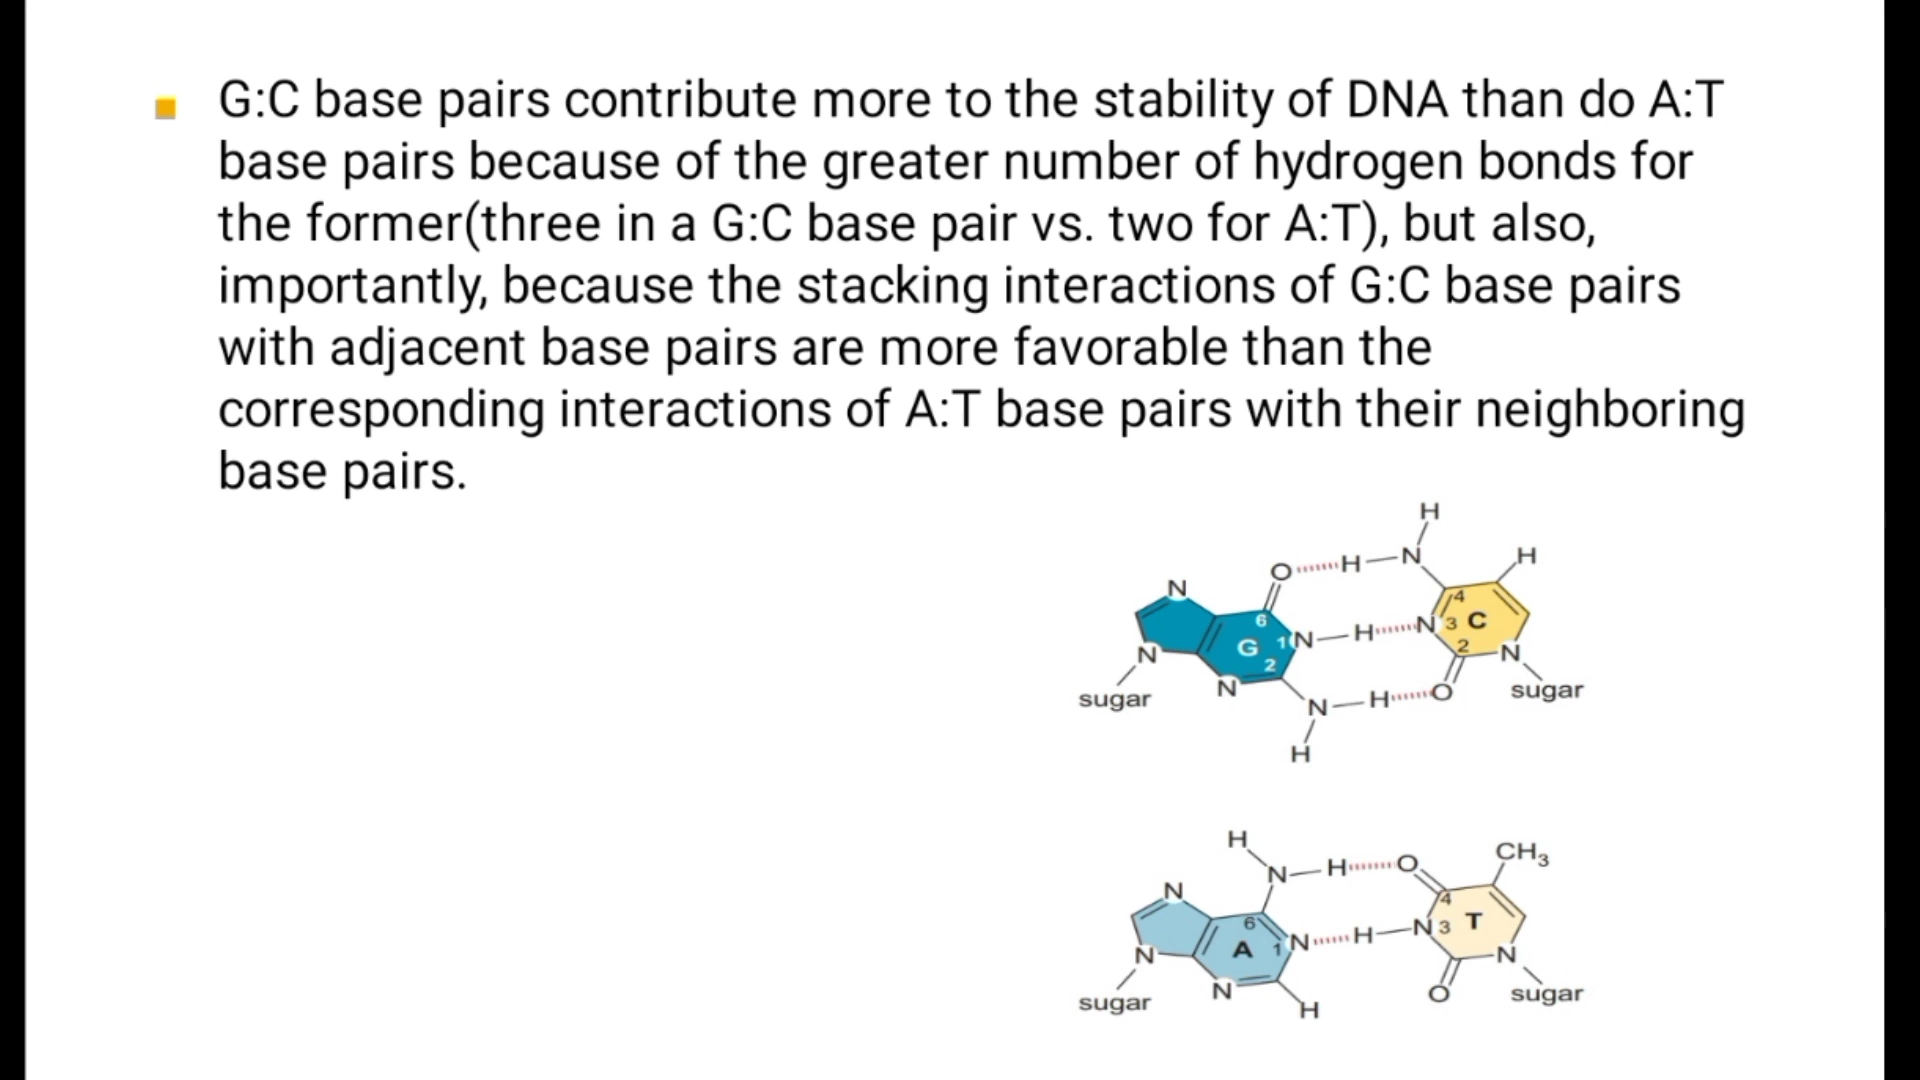 G:C base pairs contribute more to the stability of DNA than do A:T
base pairs because of the greater number of hydrogen bonds for
the former(three in a G:C base pair vs. two for A:T), but also,
importantly, because the stacking interactions of G:C base pairs
with adjacent base pairs are more favorable than the
corresponding interactions of A:T base pairs with their neighboring
base pairs.
H
O H N H
N
6 4
G 1 N H N 3 C
2 2
N N N
sugar N H O sugar
H
H CH3
N H O
N
6 4
A 1 N H N 3 T
N N N
sugar H O sugar